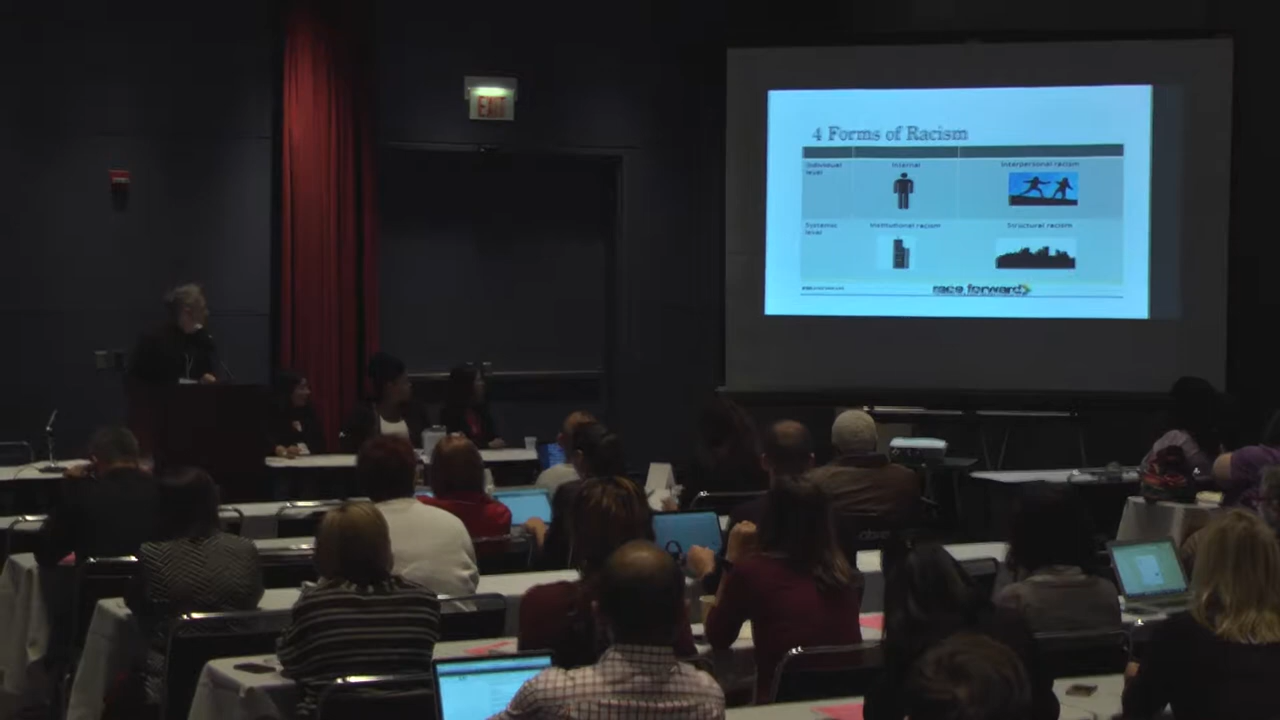 EXIT
4 Forms of Racism
Individual level
Internal
Interpersonal racism
Systemic level
Institutional racism
Structural racism
race forward